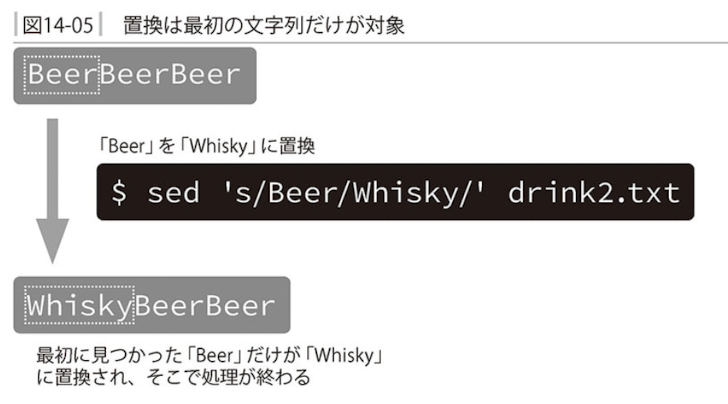 図14-05 置換は最初の文字列だけが対象
BeerBeerBeer
「Beer」を「Whisky」に置換
$ sed 's/Beer/Whisky/' drink2.txt
WhiskyBeerBeer
最初に見つかった「Beer」だけが「Whisky」
に置換され、そこで処理が終わる